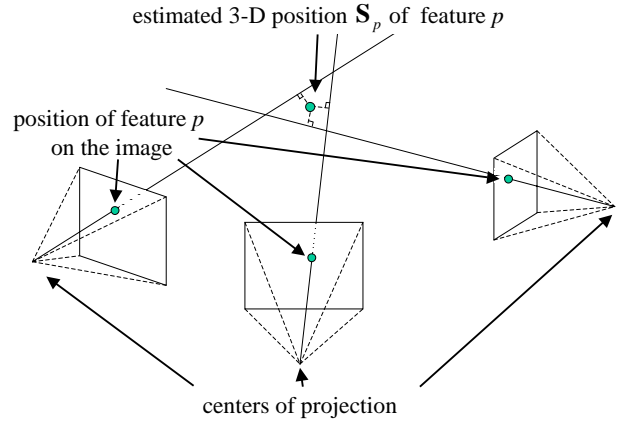 estimated 3-D position S_p of feature p
position of feature p
on the image
centers of projection